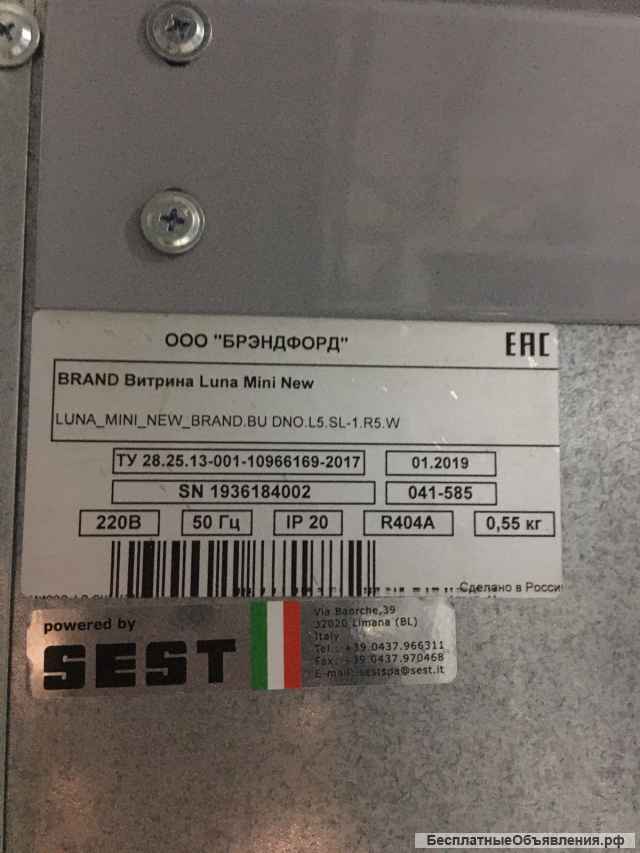 ООО "БРЭНДФОРД"
ЕАС
BRAND Витрина Luna Mini New
LUNA_MINI_NEW_BRAND.BU DNO.L5.SL-1.R5.W
ТУ 28.25.13-001-10966169-2017
01.2019
SN 1936184002
041-585
220В
50 Гц
IP 20
R404A
0,55 кг
Сделано в
powered by
SEST
Via Baorche,39
32020 Limana (BL)
Italy
Tel.: +39 0437.966311
Fax.: +39 0437.970468
E-mail: sestspa@sest.it
БесплатныеОбъявления.рф